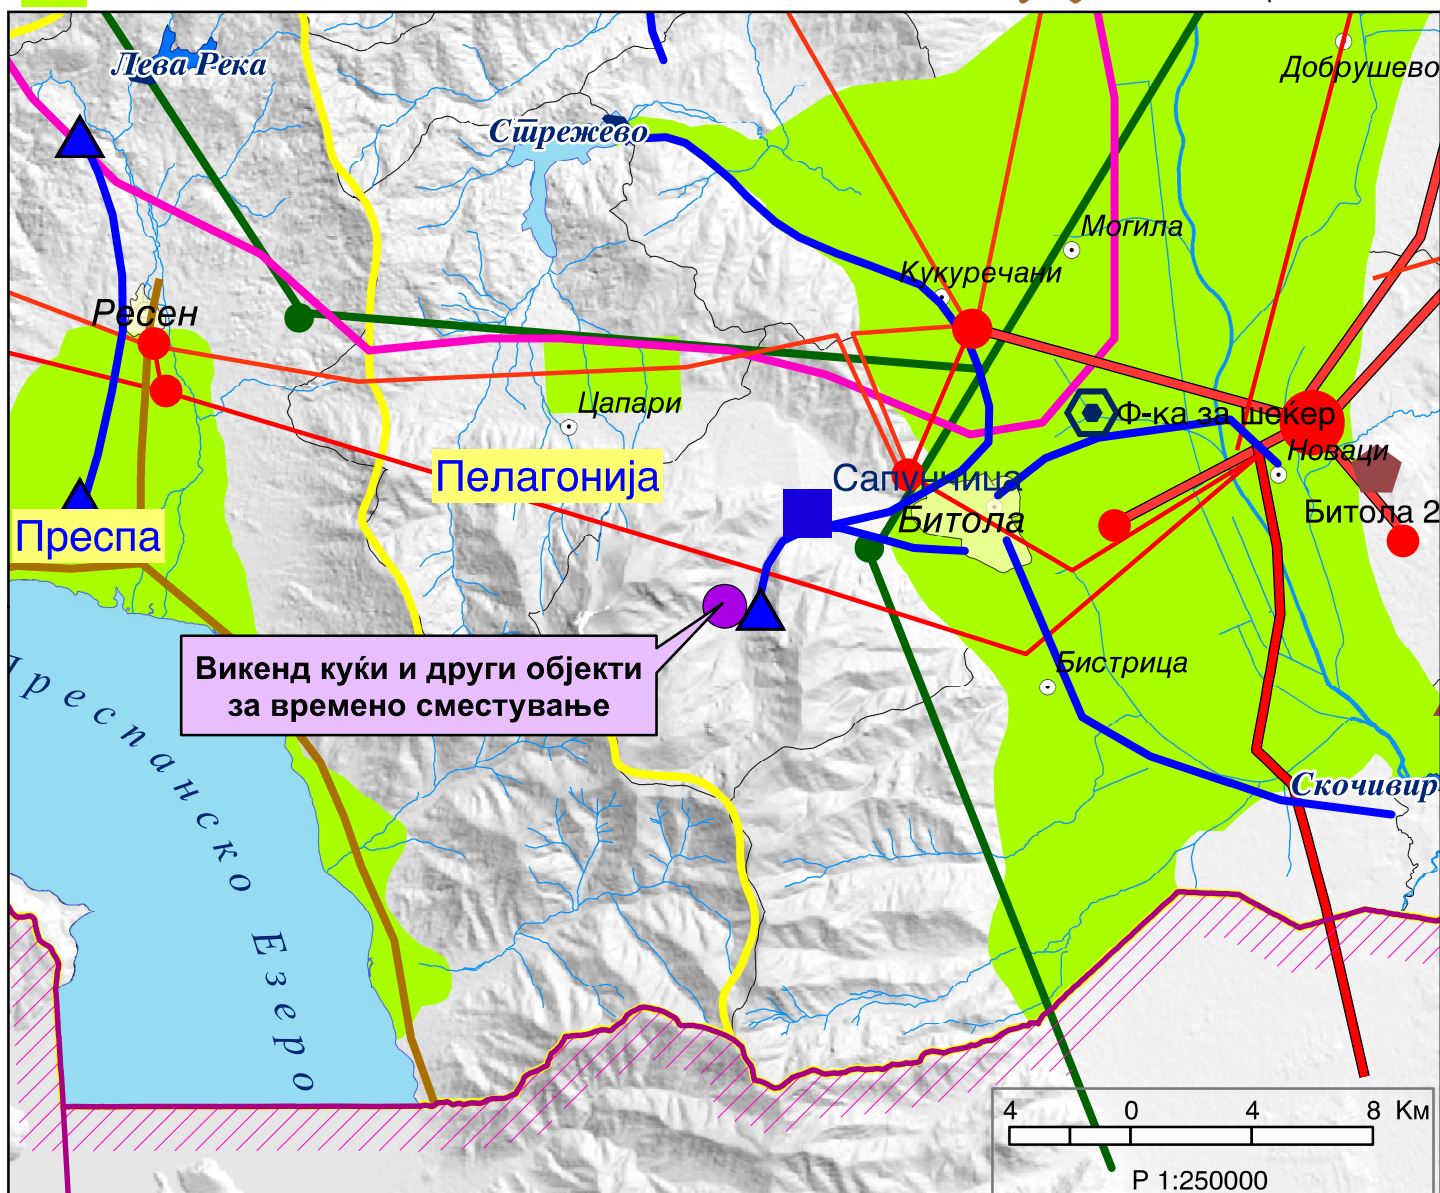 Лева Река
Добрушево
Стрежево
Могила
Кукуречани
Ресен
Цапари
Ф-ка за шеќер
Новаци
Пелагонија
Сапунчица
Битола
Битола 2
Преспа
Бистрица
Викенд куќи и други објекти
за времено сместување
Преспанско Езеро
Скочивир
4 0 4 8 Км
Р 1:250000